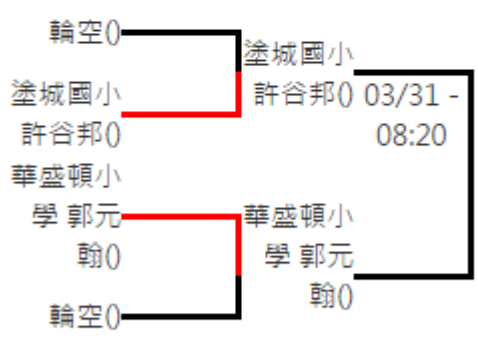 輪空()
塗城國小
許谷邦()
華盛頓小
學 郭元
翰()
輪空()
塗城國小
許谷邦()
華盛頓小
學 郭元
翰()
03/31 -
08:20